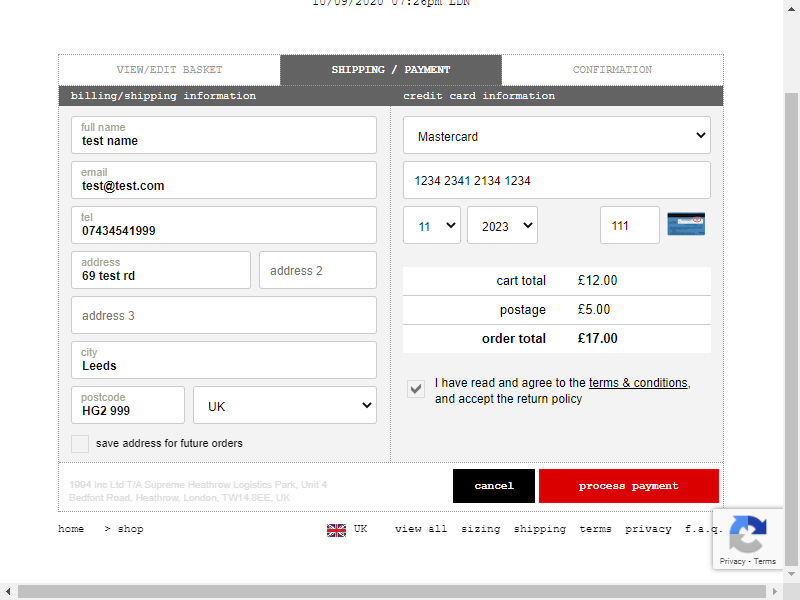 10/09/2020 07:26pm LDN
VIEW/EDIT BASKET
SHIPPING / PAYMENT
CONFIRMATION
billing/shipping information
full name
test name
email
test@test.com
tel
07434541999
address
69 test rd
address 2
address 3
city
Leeds
postcode
HG2 999
UK
save address for future orders
credit card information
Mastercard
1234 2341 2134 1234
11
2023
111
cart total £12.00
postage £5.00
order total £17.00
I have read and agree to the terms & conditions,
and accept the return policy
1994 Inc Ltd T/A Supreme Heathrow Logistics Park, Unit 4
Bedfont Road, Heathrow, London, TW14 8EE, UK
cancel
process payment
home > shop
UK view all sizing shipping terms privacy f.a.q.
Privacy - Terms